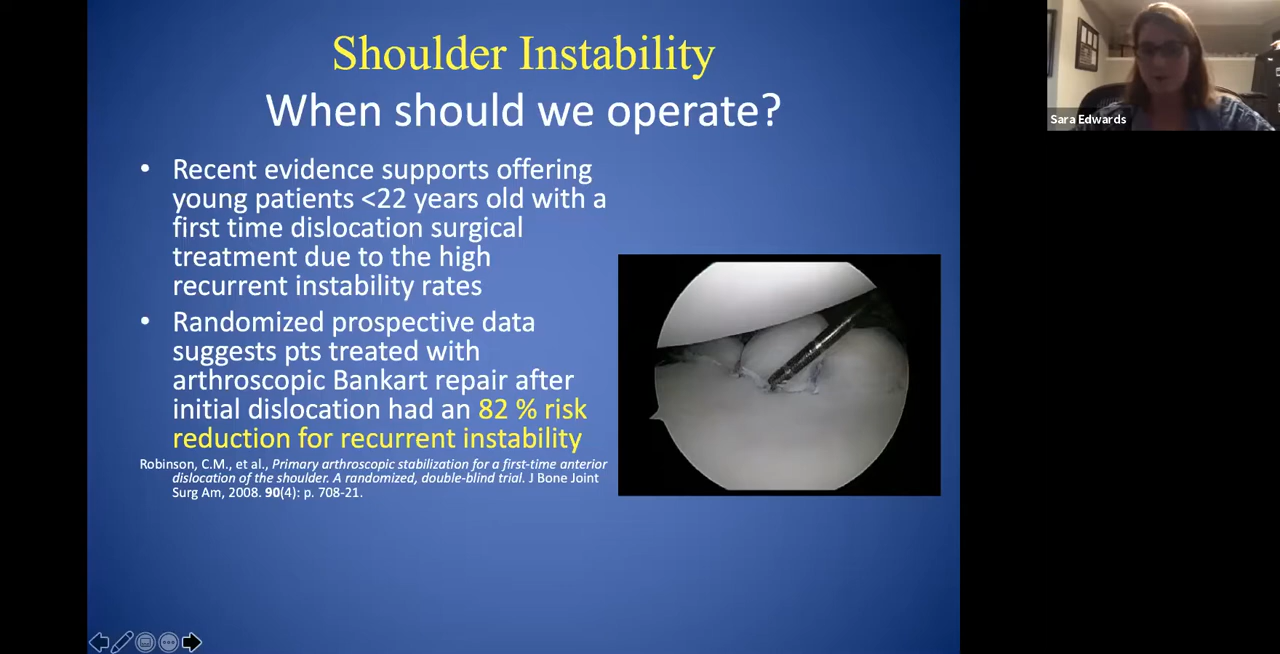 Shoulder Instability
When should we operate?
• Recent evidence supports offering
young patients <22 years old with a
first time dislocation surgical
treatment due to the high
recurrent instability rates
• Randomized prospective data
suggests pts treated with
arthroscopic Bankart repair after
initial dislocation had an 82 % risk
reduction for recurrent instability
Robinson, C.M., et al., Primary arthroscopic stabilization for a first-time anterior
dislocation of the shoulder. A randomized, double-blind trial. J Bone Joint
Surg Am, 2008. 90(4): p. 708-21.
Sara Edwards